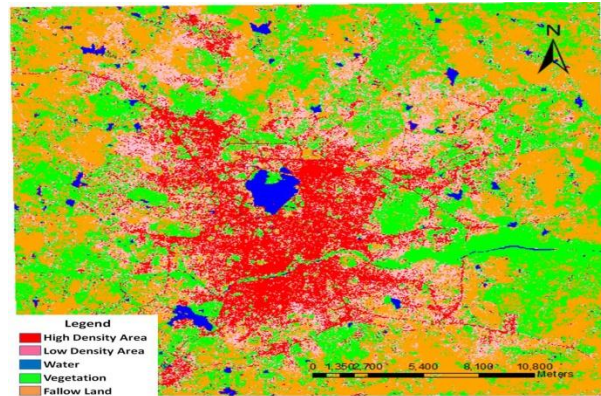 N
Legend
High Density Area
Low Density Area
Water
Vegetation
Fallow Land
0 1,350 2,700 5,400 8,100 10,800
Meters